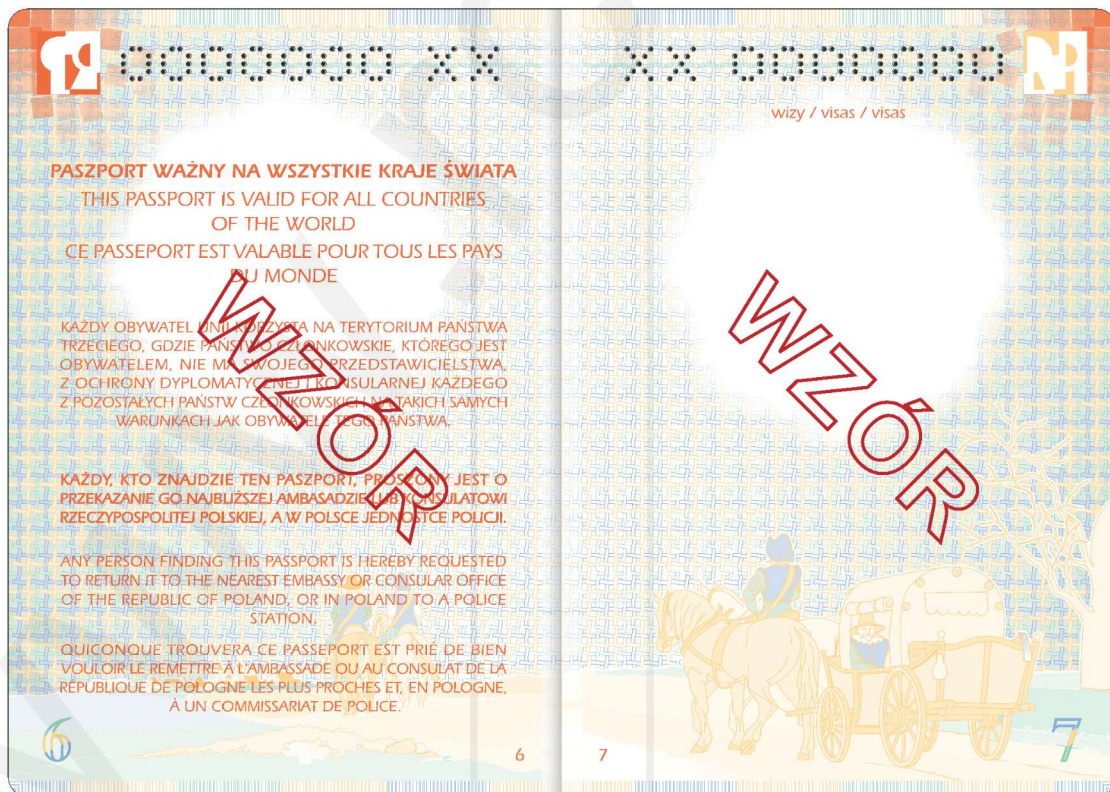 0000000 XX
PASZPORT WAŻNY NA WSZYSTKIE KRAJE ŚWIATA
THIS PASSPORT IS VALID FOR ALL COUNTRIES
OF THE WORLD
CE PASSEPORT EST VALABLE POUR TOUS LES PAYS
DU MONDE
KAŻDY OBYWATEL UNII KORZYSTA NA TERYTORIUM PAŃSTWA
TRZECIEGO, GDZIE PAŃSTWO CZŁONKOWSKIE, KTÓREGO JEST
OBYWATELEM, NIE MA SWOJEGO PRZEDSTAWICIELSTWA,
Z OCHRONY DYPLOMATYCZNEJ I KONSULARNEJ KAŻDEGO
Z POZOSTAŁYCH PAŃSTW CZŁONKOWSKICH NA TAKICH SAMYCH
WARUNKACH JAK OBYWATELE TEGO PAŃSTWA.
KAŻDY, KTO ZNAJDZIE TEN PASZPORT, PROSZONY JEST O
PRZEKAZANIE GO NAJBLIŻSZEJ AMBASADZIE LUB KONSULATOWI
RZECZYPOSPOLITEJ POLSKIEJ, A W POLSCE JEDNOSTCE POLICJI.
ANY PERSON FINDING THIS PASSPORT IS HEREBY REQUESTED
TO RETURN IT TO THE NEAREST EMBASSY OR CONSULAR OFFICE
OF THE REPUBLIC OF POLAND, OR IN POLAND TO A POLICE
STATION.
QUICONQUE TROUVERA CE PASSEPORT EST PRIÉ DE BIEN
VOULOIR LE REMETTRE À L'AMBASSADE OU AU CONSULAT DE LA
RÉPUBLIQUE DE POLOGNE LES PLUS PROCHES ET, EN POLOGNE,
À UN COMMISSARIAT DE POLICE.
WZÓR
6
6
XX 0000000
wizy / visas / visas
WZÓR
7
7